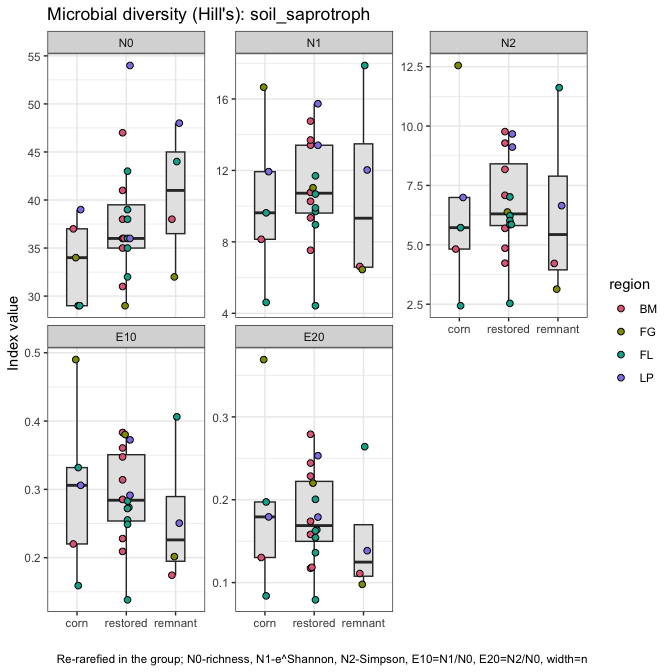 Microbial diversity (Hill's): soil_saprotroph
N0
N1
N2
55
50
45
40
35
30
16
12
8
4
12.5
10.0
7.5
5.0
2.5
corn restored remnant
Index value
E10
E20
0.5
0.4
0.3
0.2
0.3
0.2
0.1
corn restored remnant
corn restored remnant
region
BM
FG
FL
LP
Re-rarefied in the group; N0-richness, N1-e^Shannon, N2-Simpson, E10=N1/N0, E20=N2/N0, width=n